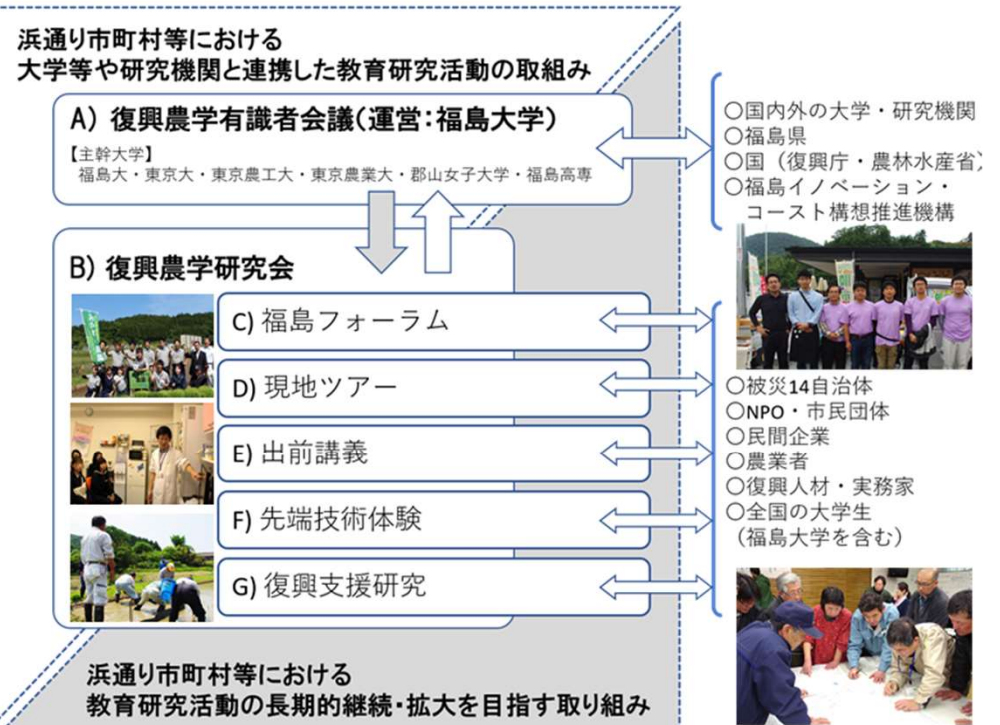 浜通り市町村等における
大学等や研究機関と連携した教育研究活動の取組み
A) 復興農学有識者会議(運営:福島大学)
【主幹大学】
福島大・東京大・東京農工大・東京農業大・郡山女子大学・福島高専
○国内外の大学・研究機関
○福島県
○国（復興庁・農林水産省）
○福島イノベーション・
コースト構想推進機構
B) 復興農学研究会
C) 福島フォーラム
D) 現地ツアー
E) 出前講義
F) 先端技術体験
G) 復興支援研究
○被災14自治体
○NPO・市民団体
○民間企業
○農業者
○復興人材・実務家
○全国の大学生
（福島大学を含む）
浜通り市町村等における
教育研究活動の長期的継続・拡大を目指す取り組み